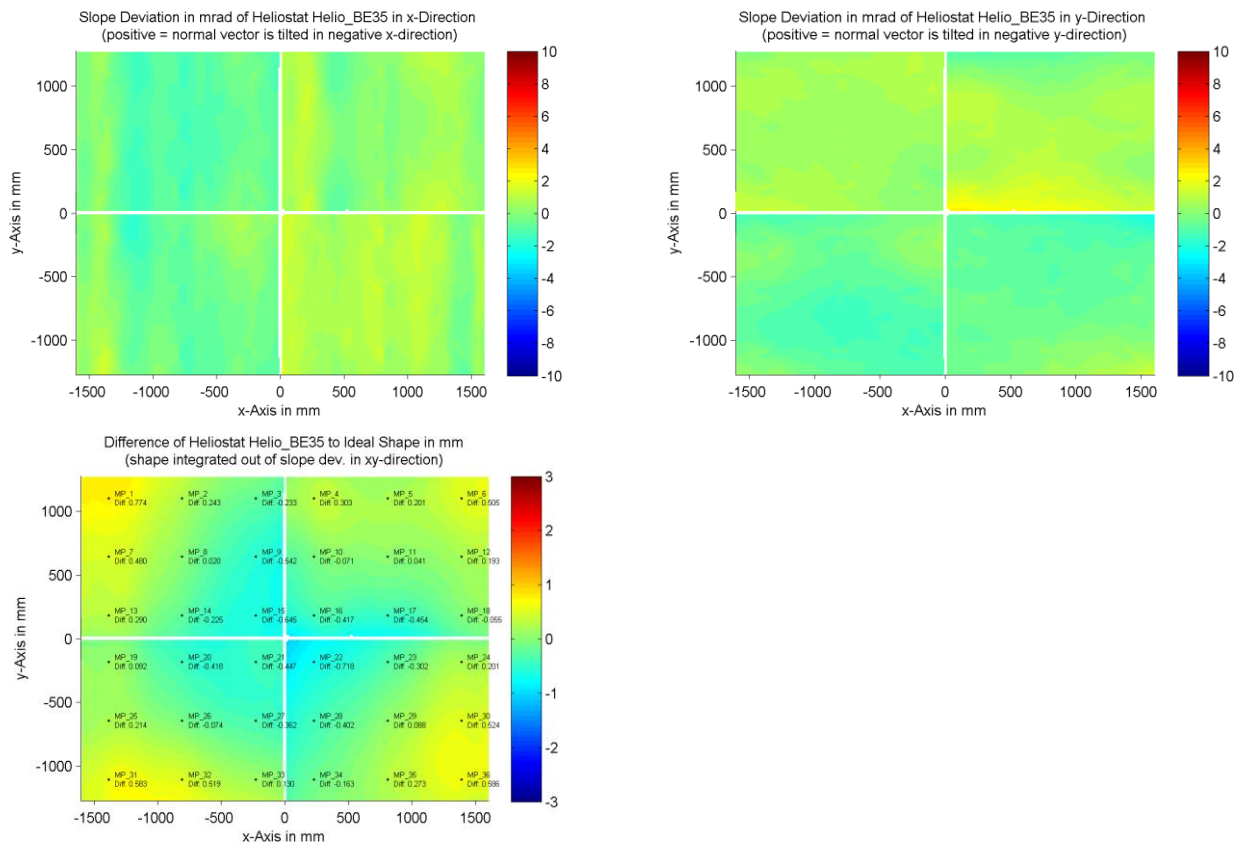 Slope Deviation in mrad of Heliostat Helio_BE35 in x-Direction
(positive = normal vector is tilted in negative x-direction)
y-Axis in mm
1000
500
0
-500
-1000
-1500
-1000
-500
0
500
1000
1500
x-Axis in mm
10
8
6
4
2
0
-2
-4
-6
-8
-10
Slope Deviation in mrad of Heliostat Helio_BE35 in y-Direction
(positive = normal vector is tilted in negative y-direction)
y-Axis in mm
1000
500
0
-500
-1000
-1500
-1000
-500
0
500
1000
1500
x-Axis in mm
10
8
6
4
2
0
-2
-4
-6
-8
-10
Difference of Heliostat Helio_BE35 to Ideal Shape in mm
(shape integrated out of slope dev. in xy-direction)
y-Axis in mm
1000
500
0
-500
-1000
MP_1
Diff: 0.774
MP_2
Diff: 0.243
MP_3
Diff: -0.233
MP_4
Diff: 0.303
MP_5
Diff: 0.201
MP_6
Diff: 0.505
MP_7
Diff: 0.480
MP_8
Diff: 0.020
MP_9
Diff: -0.542
MP_10
Diff: -0.071
MP_11
Diff: 0.041
MP_12
Diff: 0.193
MP_13
Diff: 0.290
MP_14
Diff: -0.225
MP_15
Diff: -0.645
MP_16
Diff: -0.417
MP_17
Diff: -0.454
MP_18
Diff: -0.055
MP_19
Diff: 0.092
MP_20
Diff: -0.418
MP_21
Diff: -0.447
MP_22
Diff: -0.718
MP_23
Diff: -0.302
MP_24
Diff: 0.201
MP_25
Diff: 0.214
MP_26
Diff: -0.074
MP_27
Diff: -0.362
MP_28
Diff: -0.402
MP_29
Diff: 0.088
MP_30
Diff: 0.524
MP_31
Diff: 0.583
MP_32
Diff: 0.519
MP_33
Diff: 0.130
MP_34
Diff: -0.163
MP_35
Diff: 0.273
MP_36
Diff: 0.586
-1500
-1000
-500
0
500
1000
1500
x-Axis in mm
3
2
1
0
-1
-2
-3